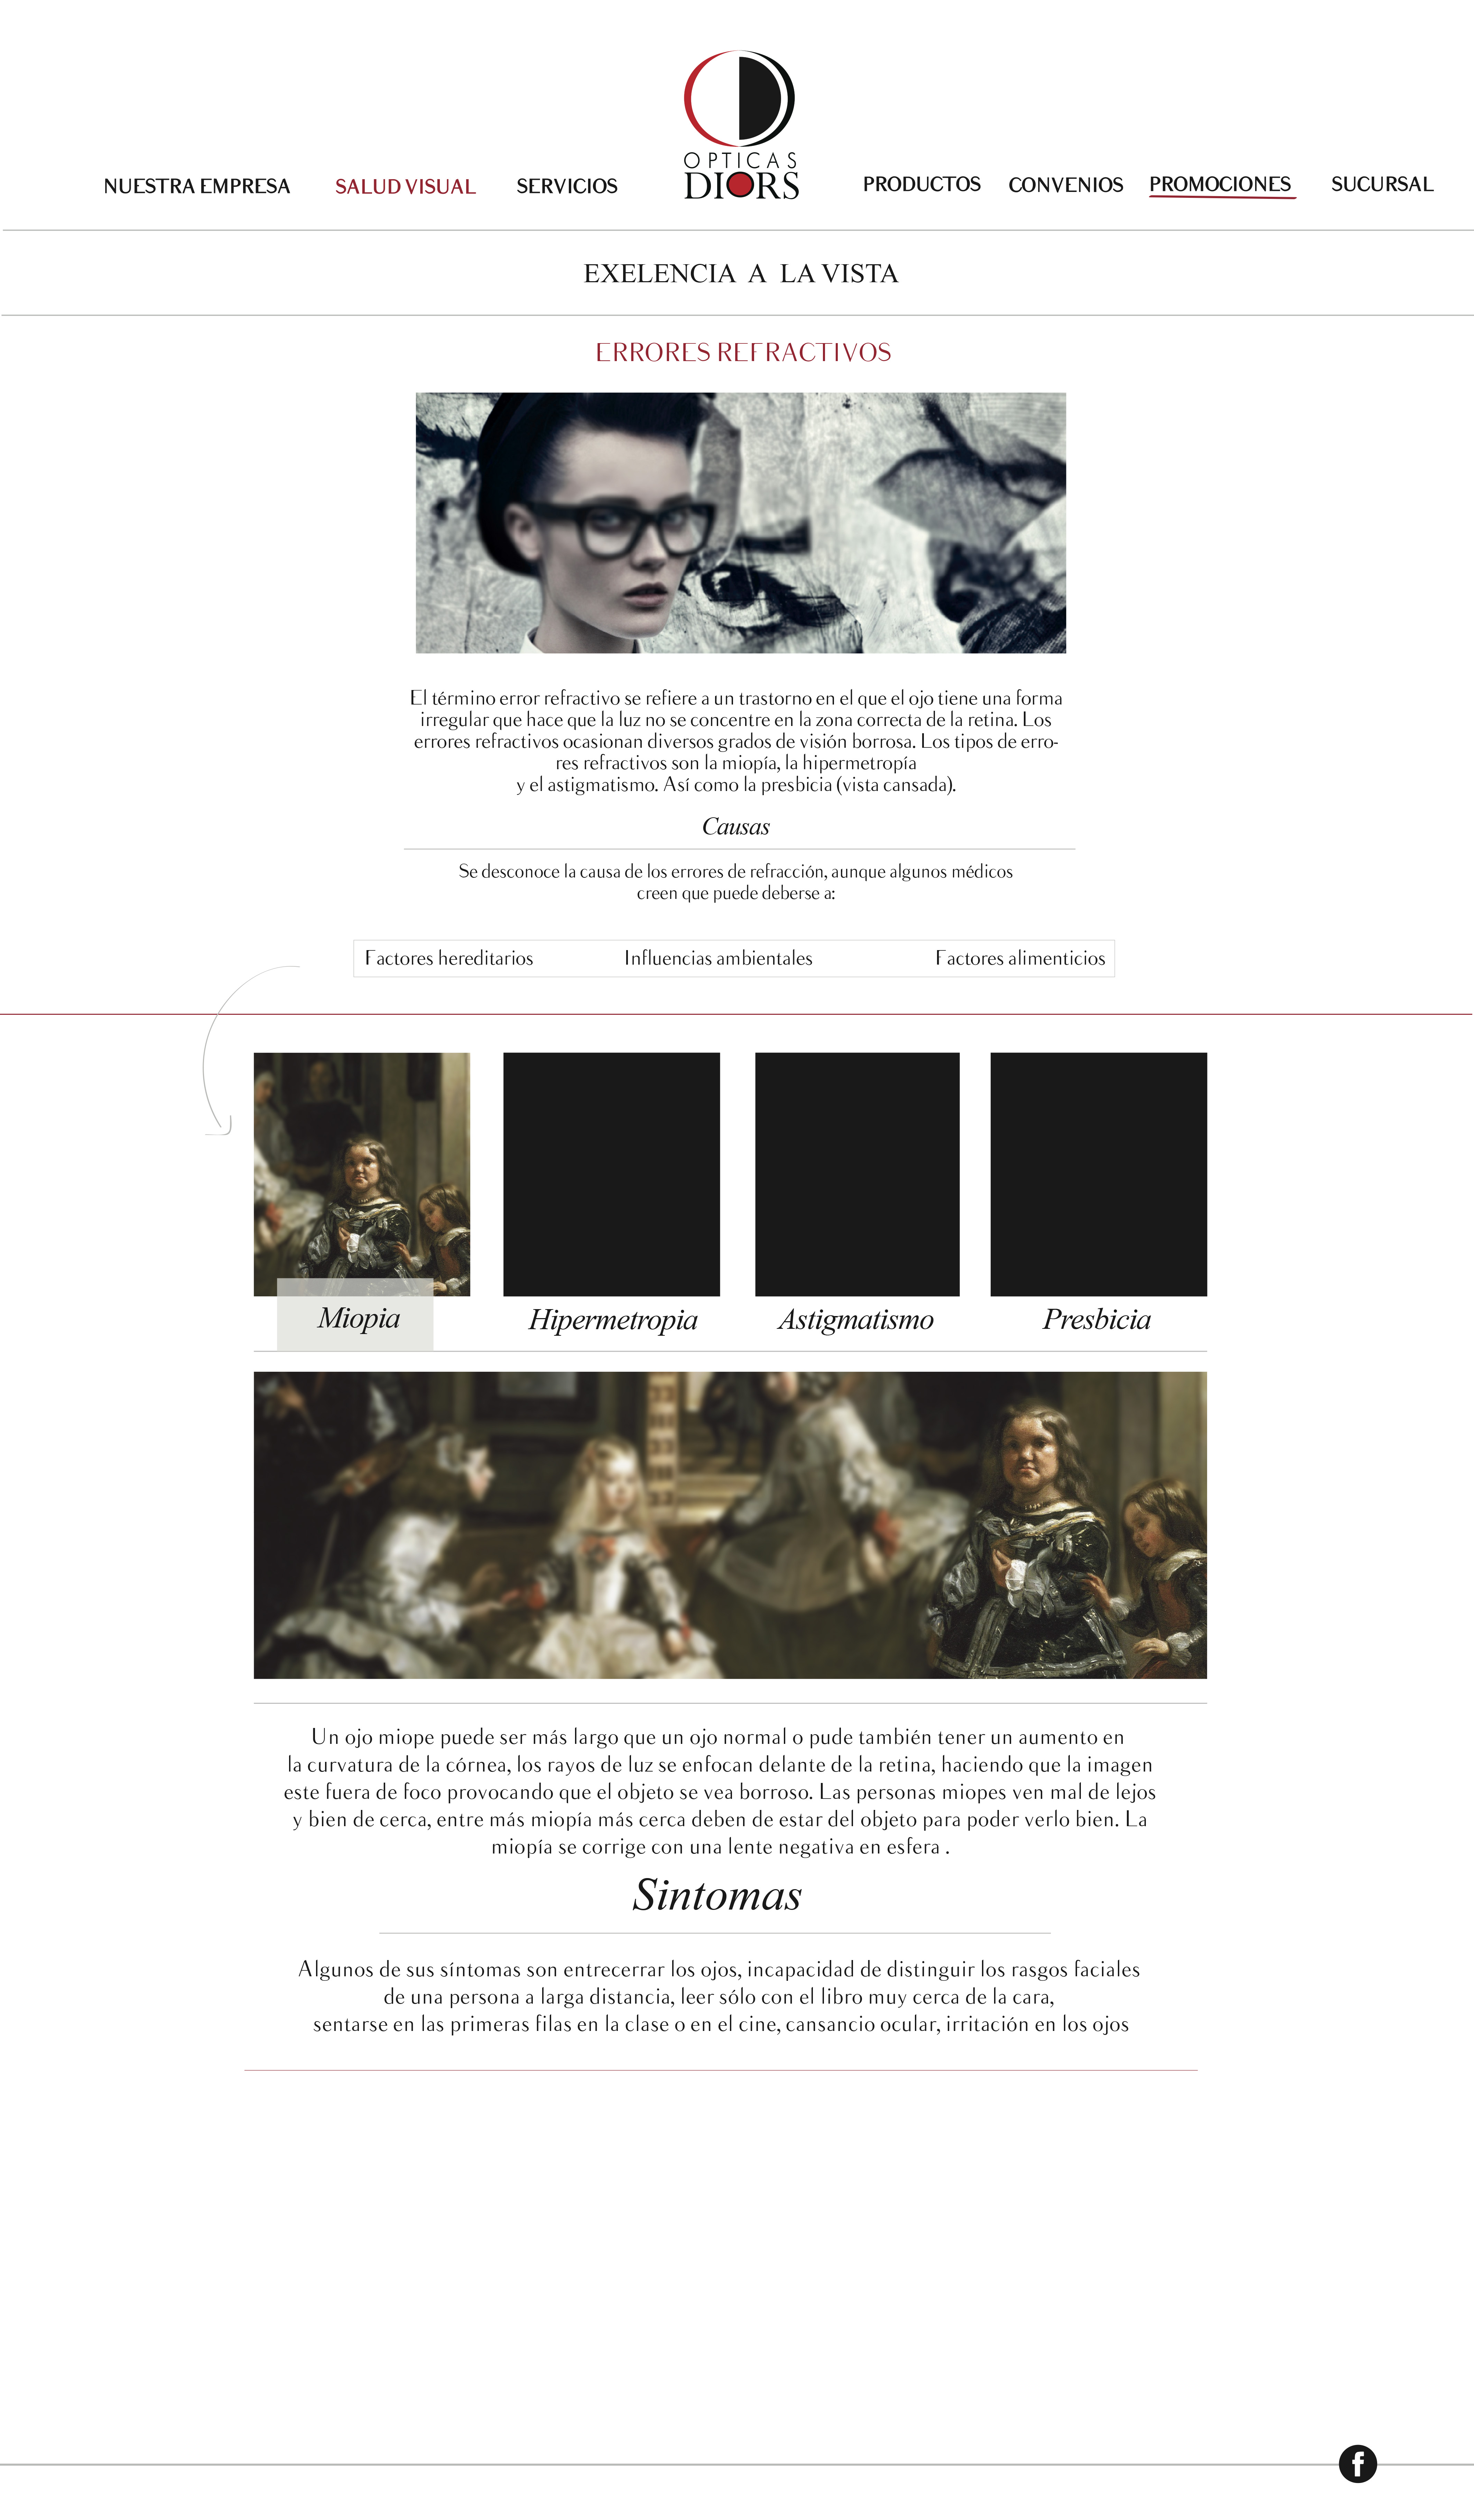 OPTICAS
DIORS
NUESTRA EMPRESA SALUD VISUAL SERVICIOS PRODUCTOS CONVENIOS PROMOCIONES SUCURSAL
EXELENCIA A LA VISTA
ERRORES REFRACTIVOS
El término error refractivo se refiere a un trastorno en el que el ojo tiene una forma
irregular que hace que la luz no se concentre en la zona correcta de la retina. Los
errores refractivos ocasionan diversos grados de visión borrosa. Los tipos de erro-
res refractivos son la miopía, la hipermetropía
y el astigmatismo. Así como la presbicia (vista cansada).
Causas
Se desconoce la causa de los errores de refracción, aunque algunos médicos
creen que puede deberse a:
Factores hereditarios Influencias ambientales Factores alimenticios
Miopia Hipermetropia Astigmatismo Presbicia
Un ojo miope puede ser más largo que un ojo normal o pude también tener un aumento en
la curvatura de la córnea, los rayos de luz se enfocan delante de la retina, haciendo que la imagen
este fuera de foco provocando que el objeto se vea borroso. Las personas miopes ven mal de lejos
y bien de cerca, entre más miopía más cerca deben de estar del objeto para poder verlo bien. La
miopía se corrige con una lente negativa en esfera .
Sintomas
Algunos de sus síntomas son entrecerrar los ojos, incapacidad de distinguir los rasgos faciales
de una persona a larga distancia, leer sólo con el libro muy cerca de la cara,
sentarse en las primeras filas en la clase o en el cine, cansancio ocular, irritación en los ojos
f